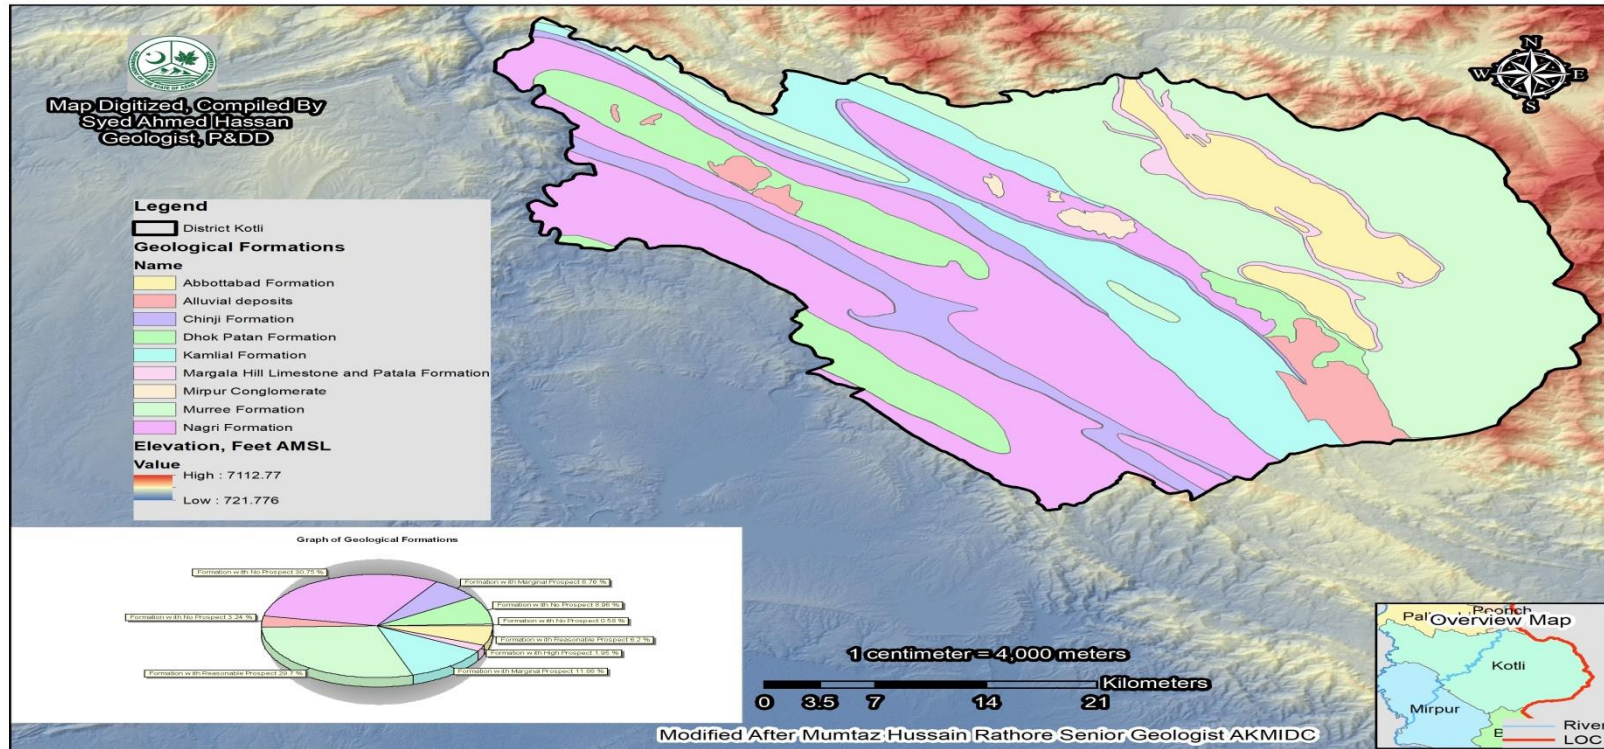 Map Digitized, Compiled By
Syed Ahmed Hassan
Geologist, P&DD
N
W E
S
Legend
District Kotli
Geological Formations
Name
Abbottabad Formation
Alluvial deposits
Chinji Formation
Dhok Patan Formation
Kamlial Formation
Margala Hill Limestone and Patala Formation
Mirpur Conglomerate
Murree Formation
Nagri Formation
Elevation, Feet AMSL
Value
High : 7112.77
Low : 721.776
Graph of Geological Formations
Formation with No Prospect 30.75 %
Formation with Marginal Prospect 6.76 %
Formation with No Prospect 8.96 %
Formation with No Prospect 3.24 %
Formation with No Prospect 0.58 %
Formation with Reasonable Prospect 6.2 %
Formation with High Prospect 1.95 %
Formation with Reasonable Prospect 29.7 %
Formation with Marginal Prospect 11.86 %
1 centimeter = 4,000 meters
Kilometers
0 3.5 7 14 21
Modified After Mumtaz Hussain Rathore Senior Geologist AKMIDC
Poonch
Overview Map
Kotli
Mirpur
River
LOC